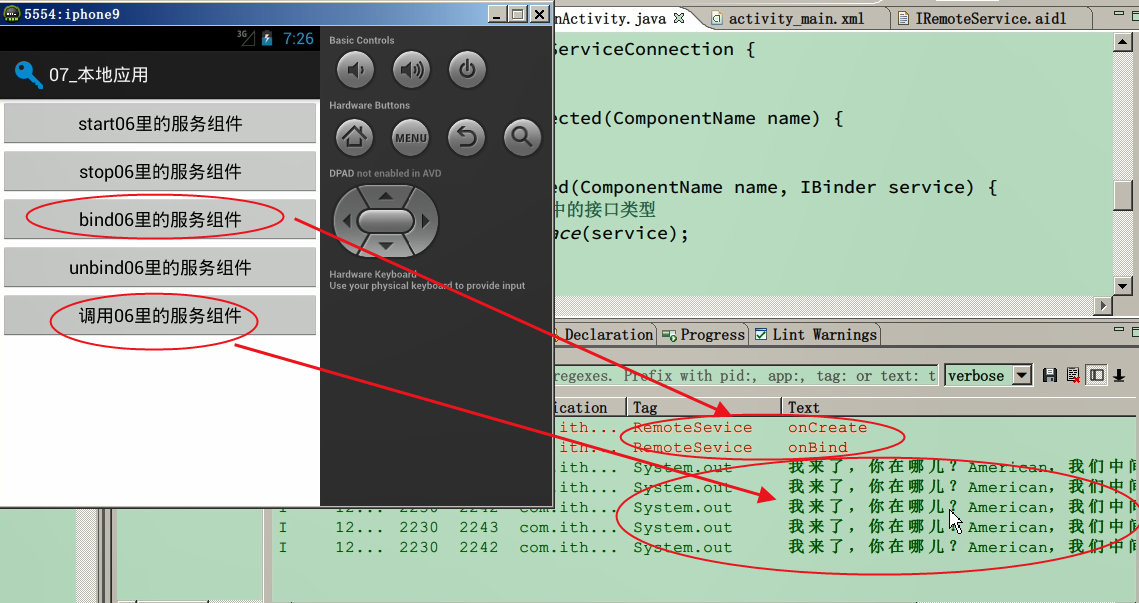 5554:iphone9
3G 7:26
07_本地应用
start06里的服务组件
stop06里的服务组件
bind06里的服务组件
unbind06里的服务组件
调用06里的服务组件
Basic Controls
Hardware Buttons
MENU
DPAD not enabled in AVD
Hardware Keyboard
Use your physical keyboard to provide input
nActivity.java
activity_main.xml
IRemoteService.aidl
ServiceConnection {
ected(ComponentName name) {
ed(ComponentName name, IBinder service) {
中的接口类型
ace(service);
Declaration
Progress
Lint Warnings
regexes. Prefix with pid:, app:, tag: or text: t
verbose
ication Tag Text
.ith... RemoteSevice onCreate
.ith... RemoteSevice onBind
System.out 我来了，你在哪儿？American，我们中间
System.out 我来了，你在哪儿？American，我们中间
I 12... 2230 2242 com.ith... System.out 我来了，你在哪儿？American，我们中间
I 12... 2230 2243 com.ith... System.out 我来了，你在哪儿？American，我们中间
I 12... 2230 2242 com.ith... System.out 我来了，你在哪儿？American，我们中间